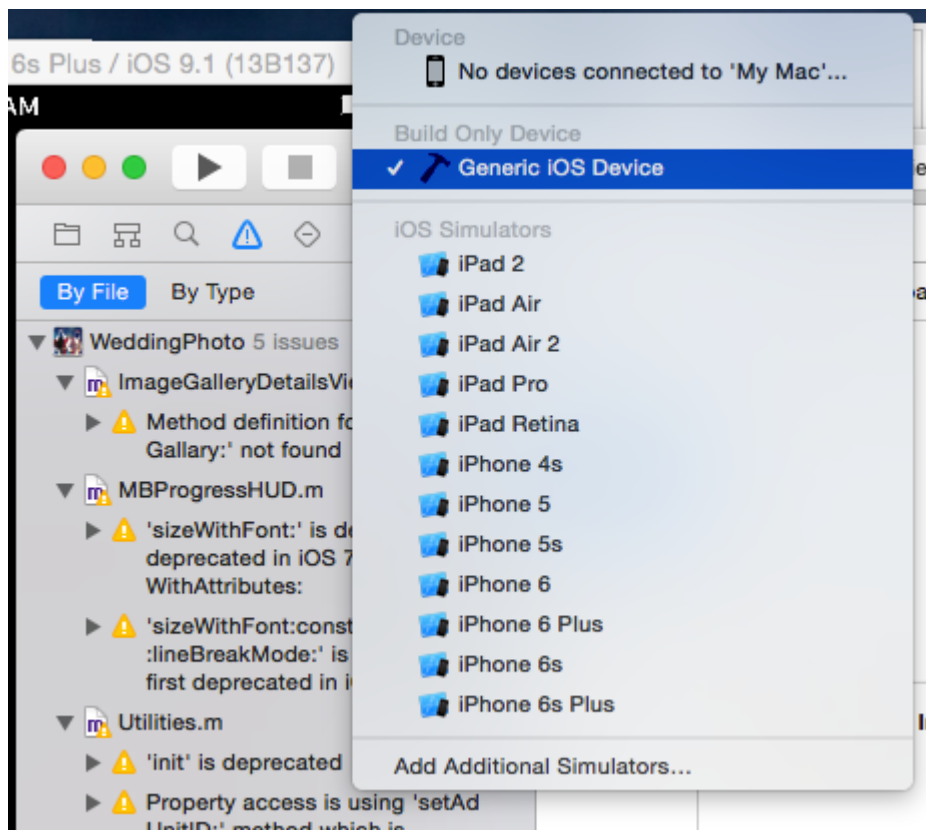 6s Plus / iOS 9.1 (13B137)
AM
By File
By Type
WeddingPhoto 5 issues
ImageGalleryDetailsVi
Method definition fo
Gallary:' not found
MBProgressHUD.m
'sizeWithFont:' is de
deprecated in iOS 7
WithAttributes:
'sizeWithFont:const
:lineBreakMode:' is
first deprecated in i
Utilities.m
'init' is deprecated
Property access is using 'setAd
UnitID:' method which is
Device
No devices connected to 'My Mac'...
Build Only Device
Generic iOS Device
iOS Simulators
iPad 2
iPad Air
iPad Air 2
iPad Pro
iPad Retina
iPhone 4s
iPhone 5
iPhone 5s
iPhone 6
iPhone 6 Plus
iPhone 6s
iPhone 6s Plus
Add Additional Simulators...